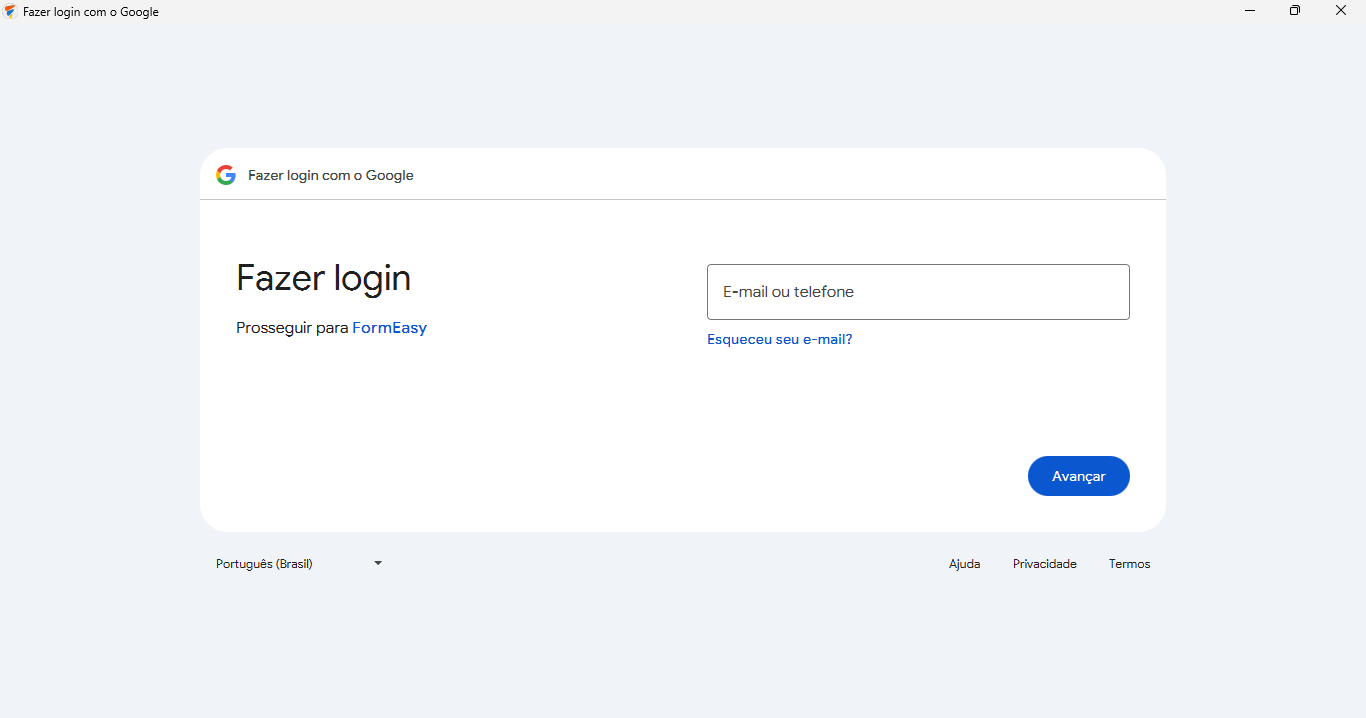 Fazer login com o Google
Fazer login com o Google
Fazer login
Prosseguir para FormEasy
E-mail ou telefone
Esqueceu seu e-mail?
Avançar
Português (Brasil)
Ajuda
Privacidade
Termos